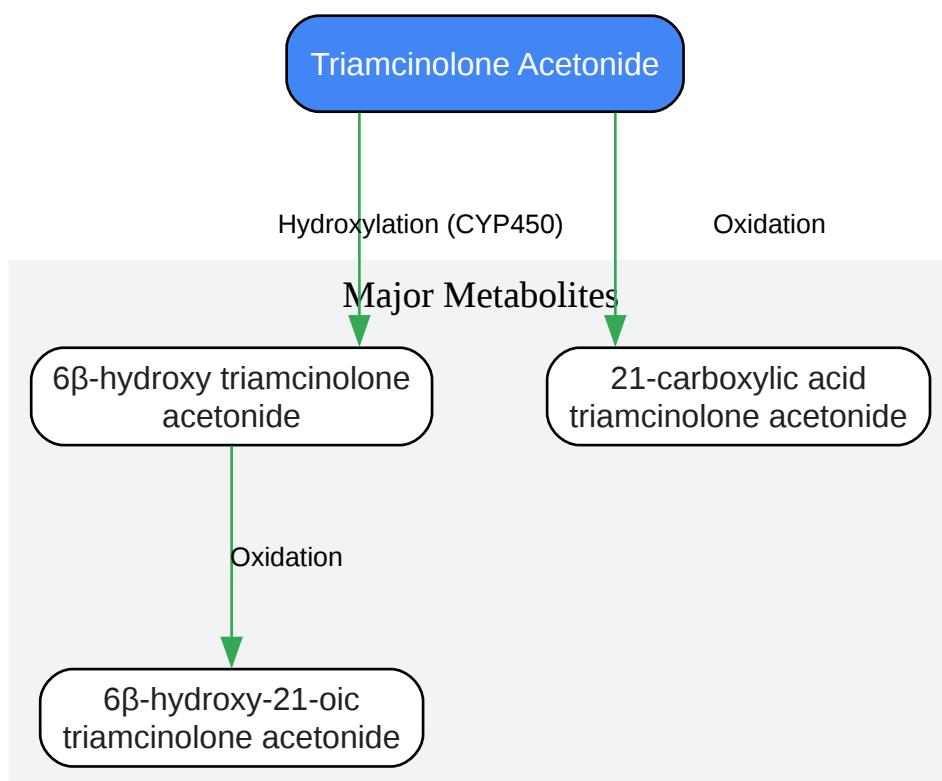 Triamcinolone Acetonide
Hydroxylation (CYP450)
Oxidation
Major Metabolites
6β-hydroxy triamcinolone
acetonide
21-carboxylic acid
triamcinolone acetonide
Oxidation
6β-hydroxy-21-oic
triamcinolone acetonide